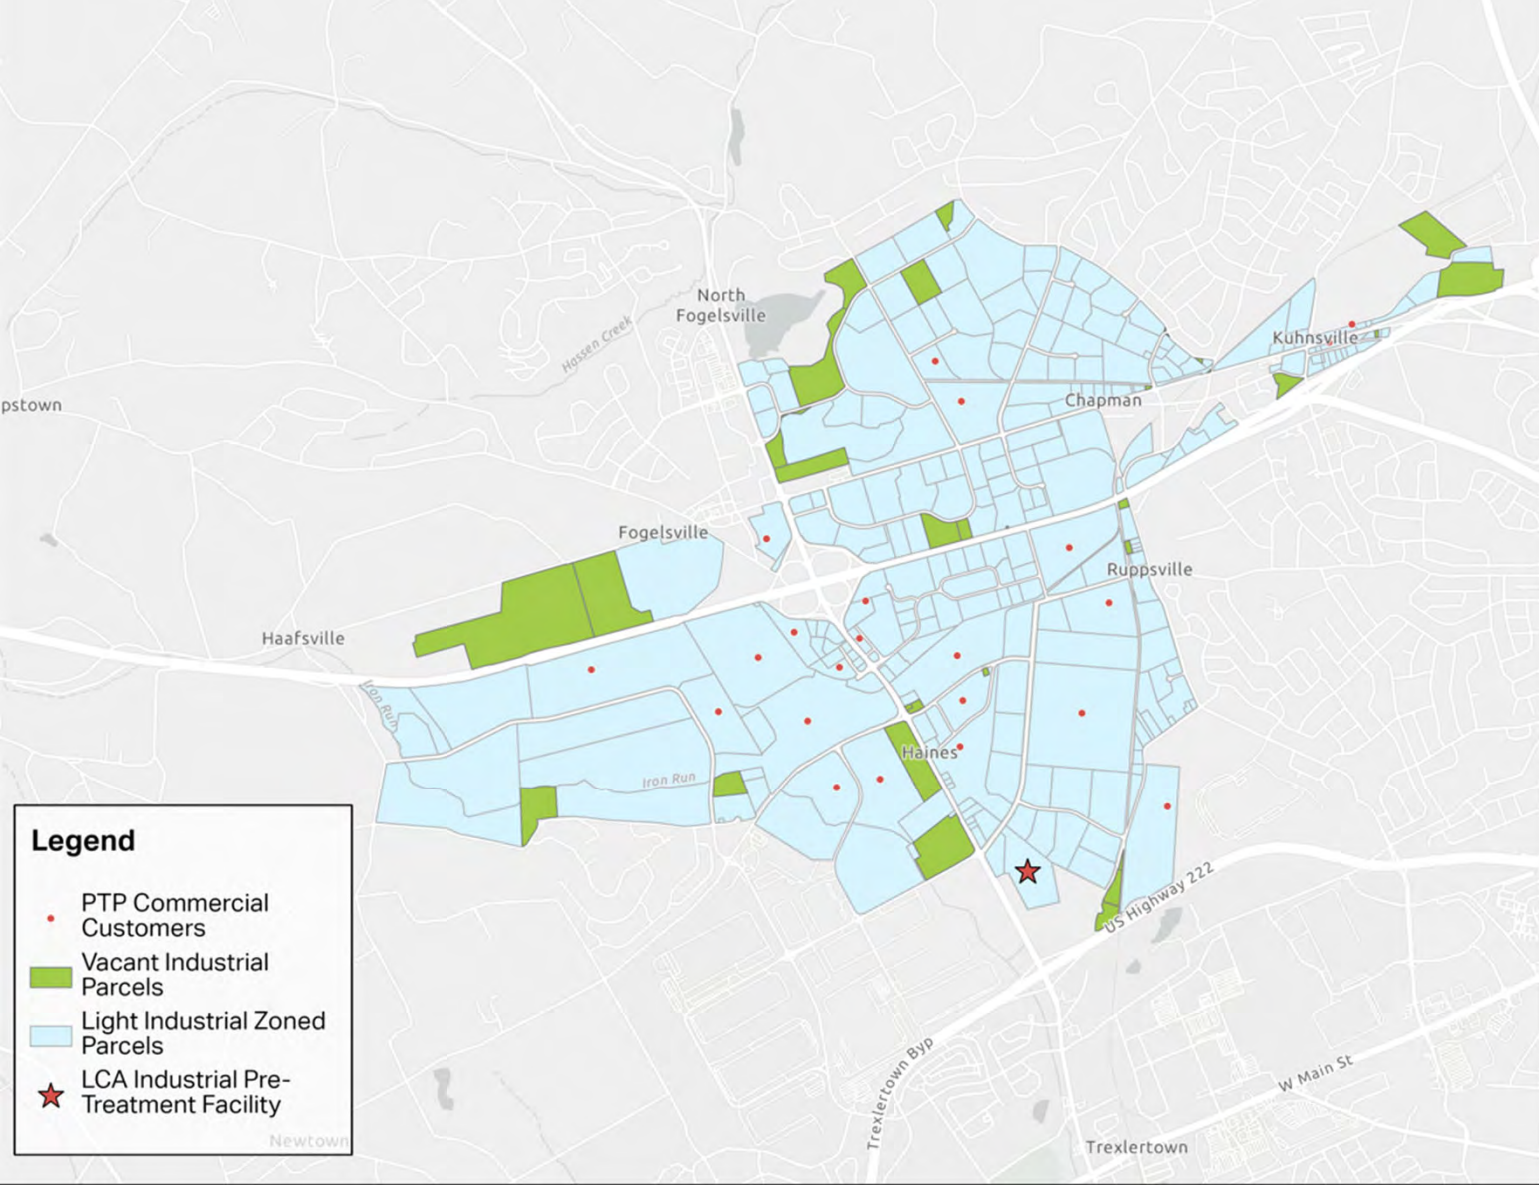 North
Fogelsville
Hassen Creek
Kuhnsville
Chapman
pstown
Fogelsville
Ruppsville
Haafsville
Iron Run
Haines
Iron Run
US Highway 222
Legend
PTP Commercial
Customers
Vacant Industrial
Parcels
Light Industrial Zoned
Parcels
LCA Industrial Pre-
Treatment Facility
Newtown
Trexlertown Byp
W Main St
Trexlertown